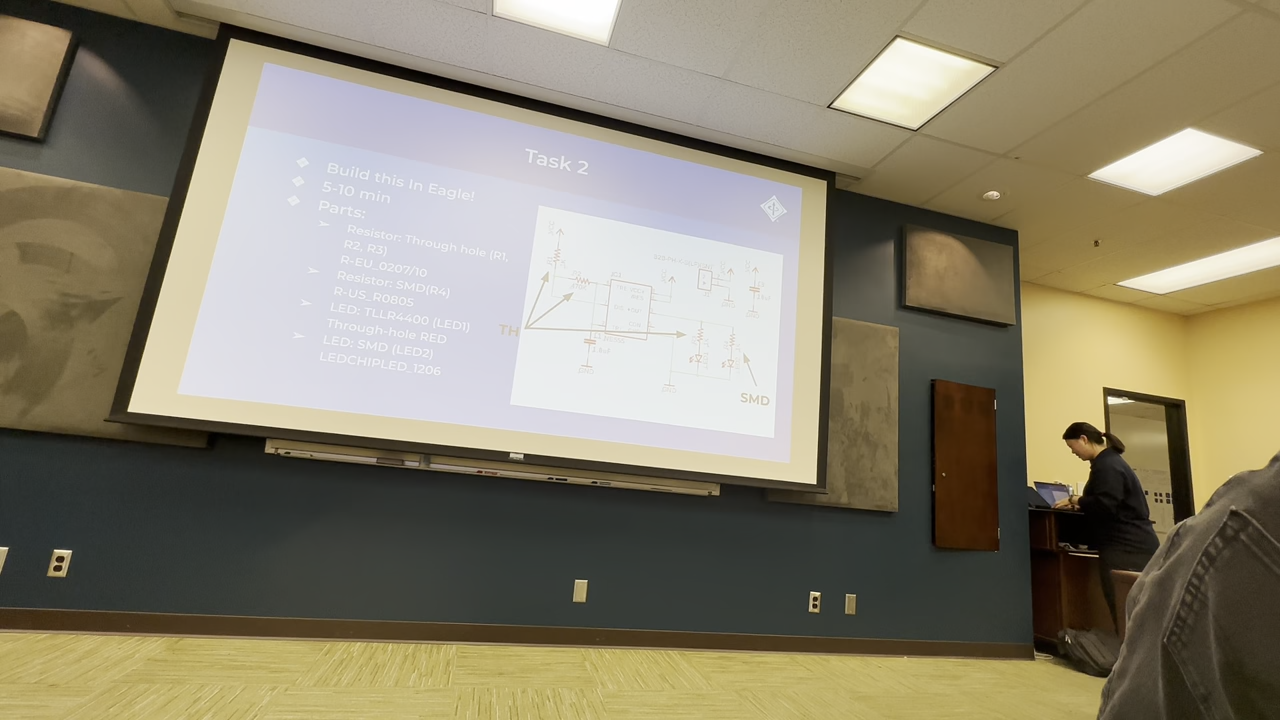 Task 2
Build this in Eagle!
5-10 min
Parts:
Resistor: Through hole (R1,
R2, R3)
R-EU_0207/10
Resistor: SMD(R4)
R-US_R0805
LED: TLLR4400 (LED1)
Through-hole RED
LED: SMD (LED2)
LEDCHIPLED_1206
TH
SMD